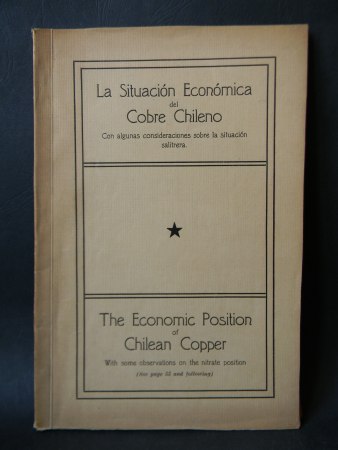 La Situación Económica
del
Cobre Chileno
Con algunas consideraciones sobre la situación
salitrera.
The Economic Position
of
Chilean Copper
With some observations on the nitrate position
(See page 55 and following)